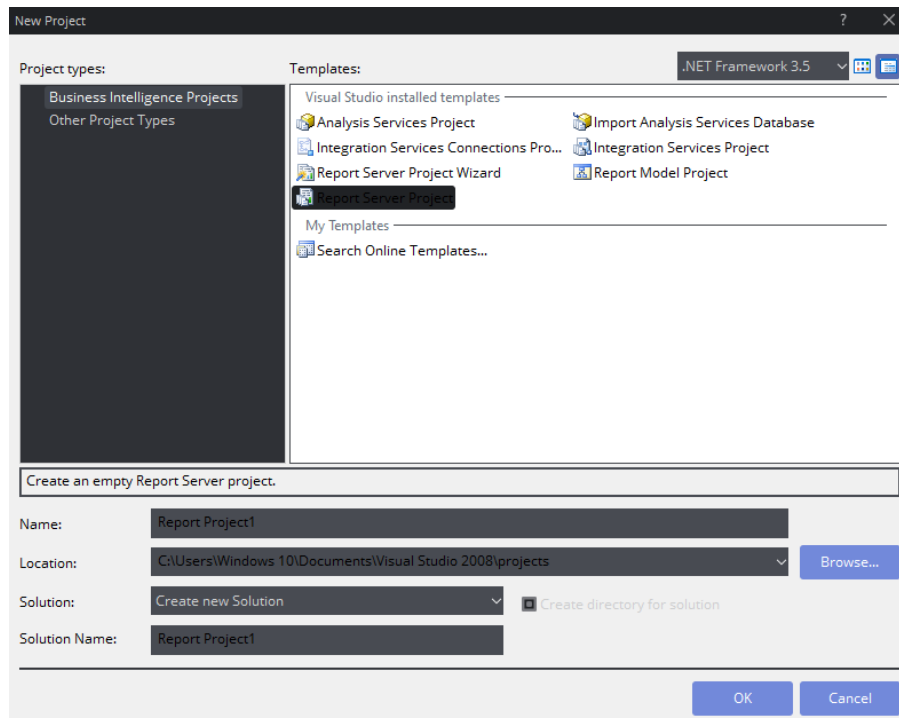 New Project
Project types:
Templates:
.NET Framework 3.5
Business Intelligence Projects
Other Project Types
Visual Studio installed templates
Analysis Services Project
Import Analysis Services Database
Integration Services Connections Pro...
Integration Services Project
Report Server Project Wizard
Report Model Project
Report Server Project
My Templates
Search Online Templates...
Create an empty Report Server project.
Name:
Report Project1
Location:
C:\Users\Windows 10\Documents\Visual Studio 2008\projects
Browse...
Solution:
Create new Solution
Create directory for solution
Solution Name:
Report Project1
OK
Cancel